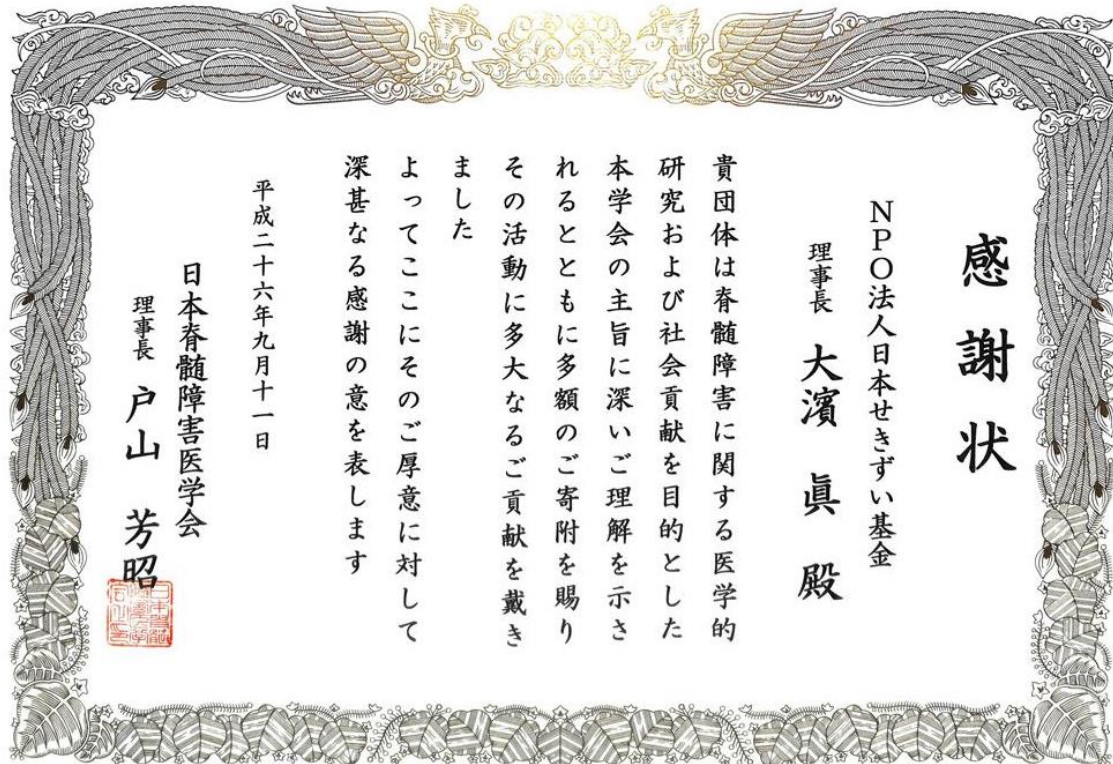 感謝状
NPO法人日本せきずい基金
理事長 大濱 眞 殿
貴団体は脊髄障害に関する医学的
研究および社会貢献を目的とした
本学会の主旨に深いご理解を示さ
れるとともに多額のご寄附を賜り
その活動に多大なるご貢献を戴き
ました
よってここにそのご厚意に対して
深甚なる感謝の意を表します
平成二十六年九月十一日
日本脊髄障害医学会
理事長 戸山 芳昭